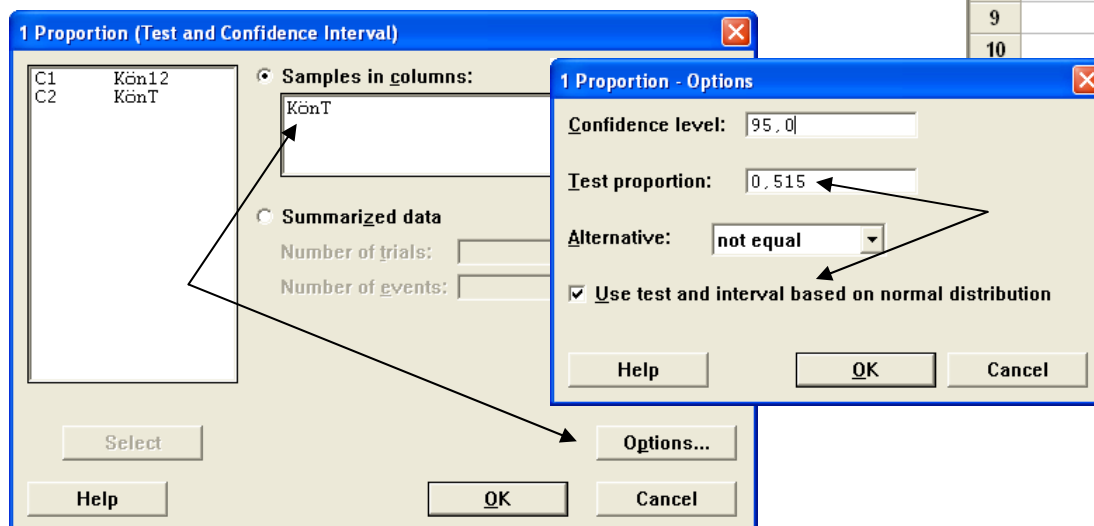 9
10
1 Proportion (Test and Confidence Interval)
C1 Kön12
C2 KönT
Samples in columns:
KönT
Summarized data
Number of trials:
Number of events:
Select
Options...
Help
OK
Cancel
1 Proportion - Options
Confidence level: 95,0
Test proportion: 0,515
Alternative: not equal
Use test and interval based on normal distribution
Help
OK
Cancel